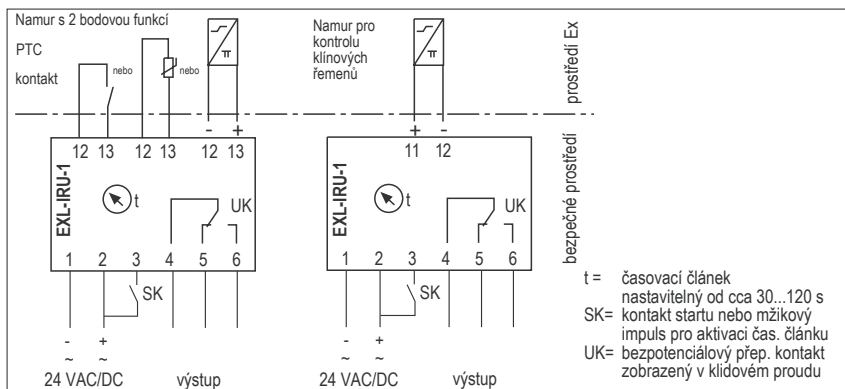 Namur s 2 bodovou funkcí
PTC
kontakt
nebo
nebo
Namur pro
kontrolu
klínových
řemenů
prostředí Ex
bezpečné prostředí
- +
12 13 12 13 12 13
EXL-IRU-1
t
UK
1 2 3 4 5 6
SK
- +
~ ~
24 VAC/DC výstup
+ -
11 12
EXL-IRU-1
t
UK
1 2 3 4 5 6
SK
- +
~ ~
24 VAC/DC výstup
t = časovací článek
nastavitelný od cca 30...120 s
SK= kontakt startu nebo mžikový
impuls pro aktivaci čas. článku
UK= bezpotenciálový přep. kontakt
zobrazený v klidovém proudu